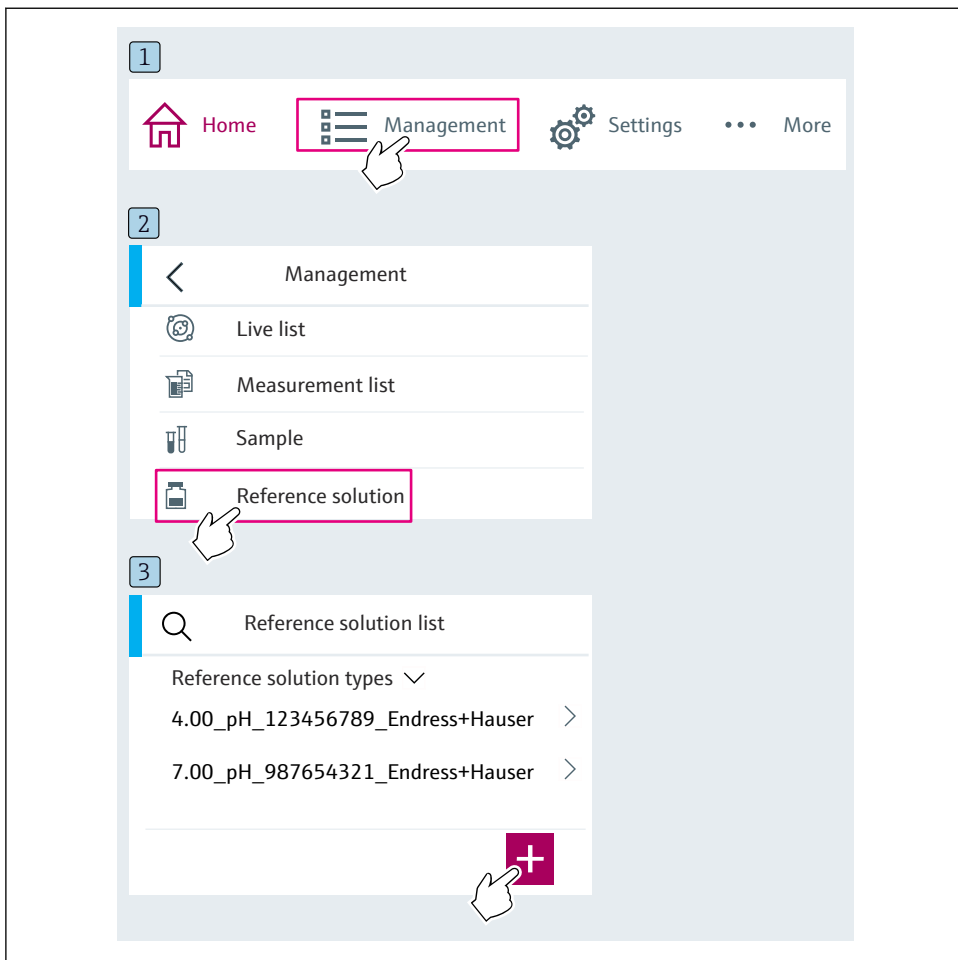 1
Home Management Settings ••• More
2
Management
Live list
Measurement list
Sample
Reference solution
3
Reference solution list
Reference solution types
4.00_pH_123456789_Endress+Hauser
7.00_pH_987654321_Endress+Hauser
+